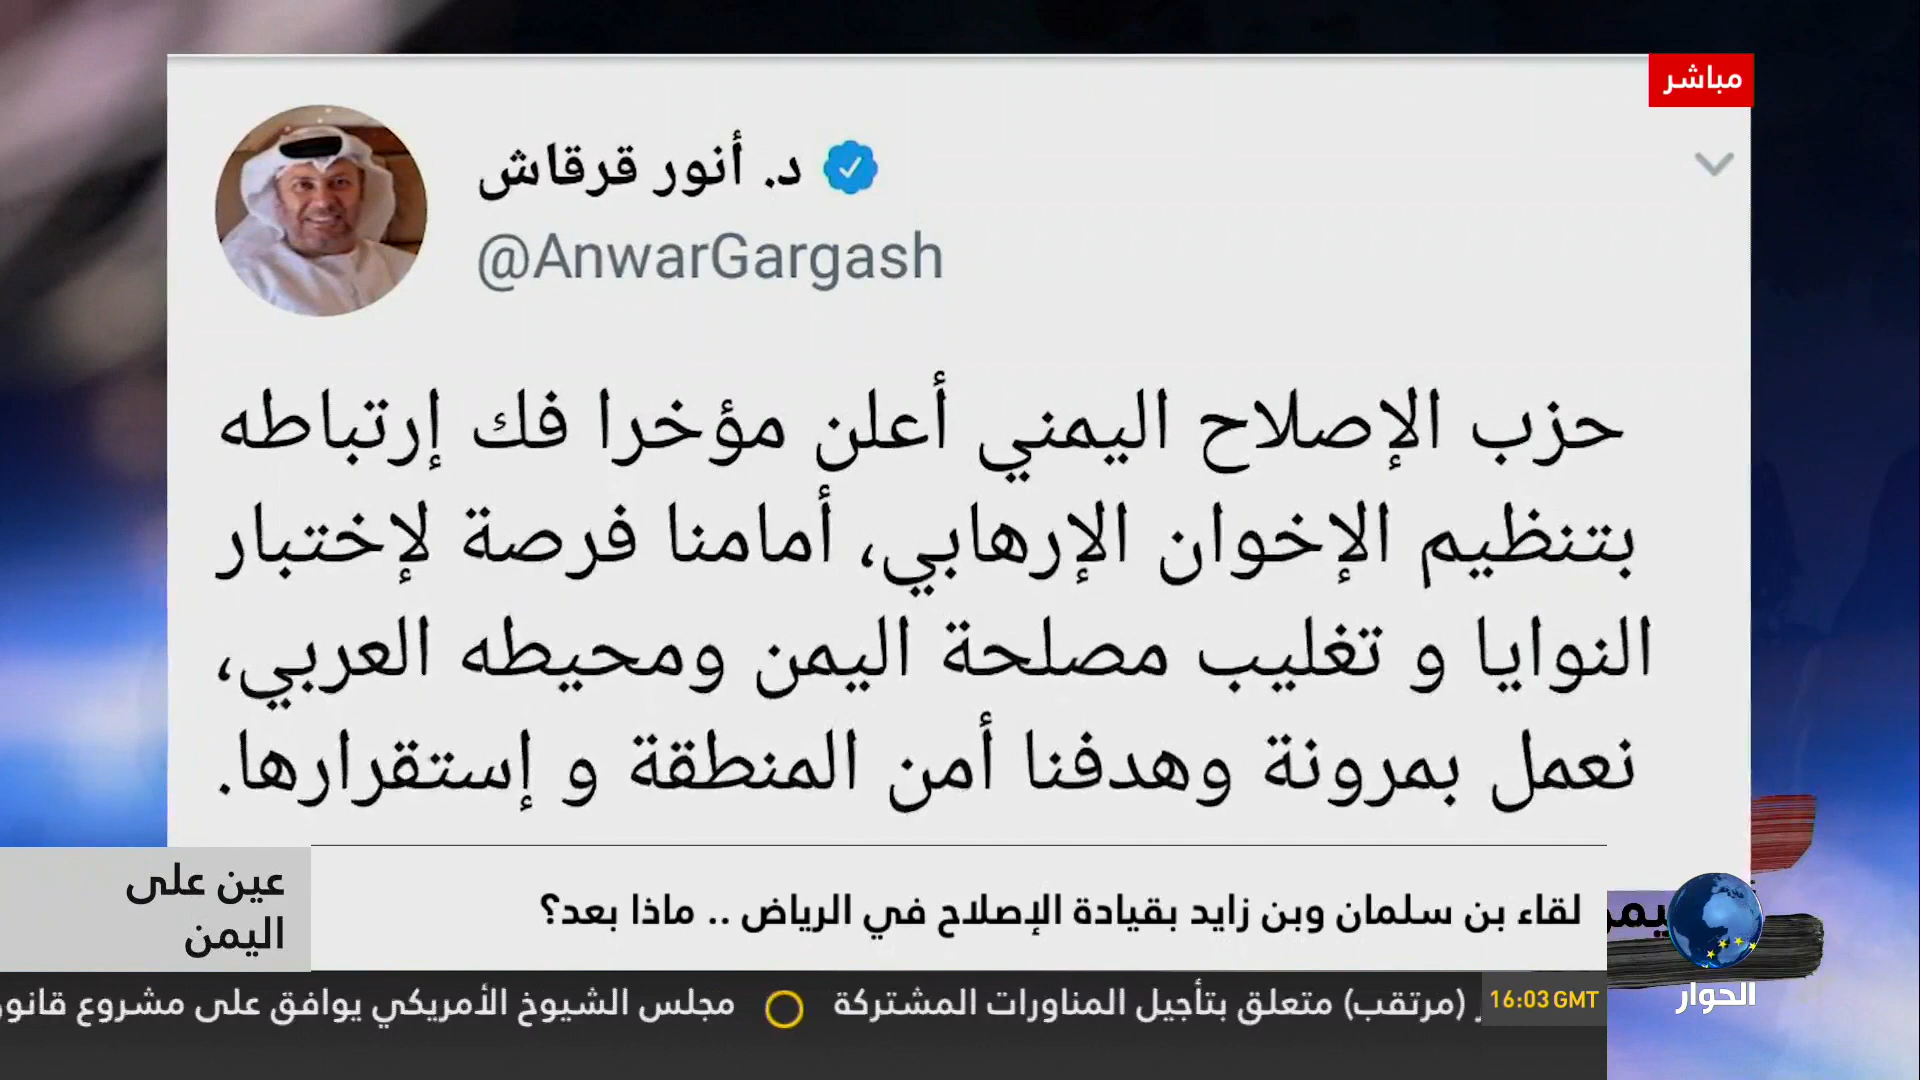 مباشر
د. أنور قرقاش
@AnwarGargash
حزب الإصلاح اليمني أعلن مؤخرا فك إرتباطه
بتنظيم الإخوان الإرهابي، أمامنا فرصة لإختبار
النوايا و تغليب مصلحة اليمن ومحيطه العربي،
نعمل بمرونة وهدفنا أمن المنطقة و إستقرارها.
عين على
اليمن
لقاء بن سلمان وبن زايد بقيادة الإصلاح في الرياض .. ماذا بعد؟
الحوار
16:03 GMT
(مرتقب) متعلق بتأجيل المناورات المشتركة
مجلس الشيوخ الأمريكي يوافق على مشروع